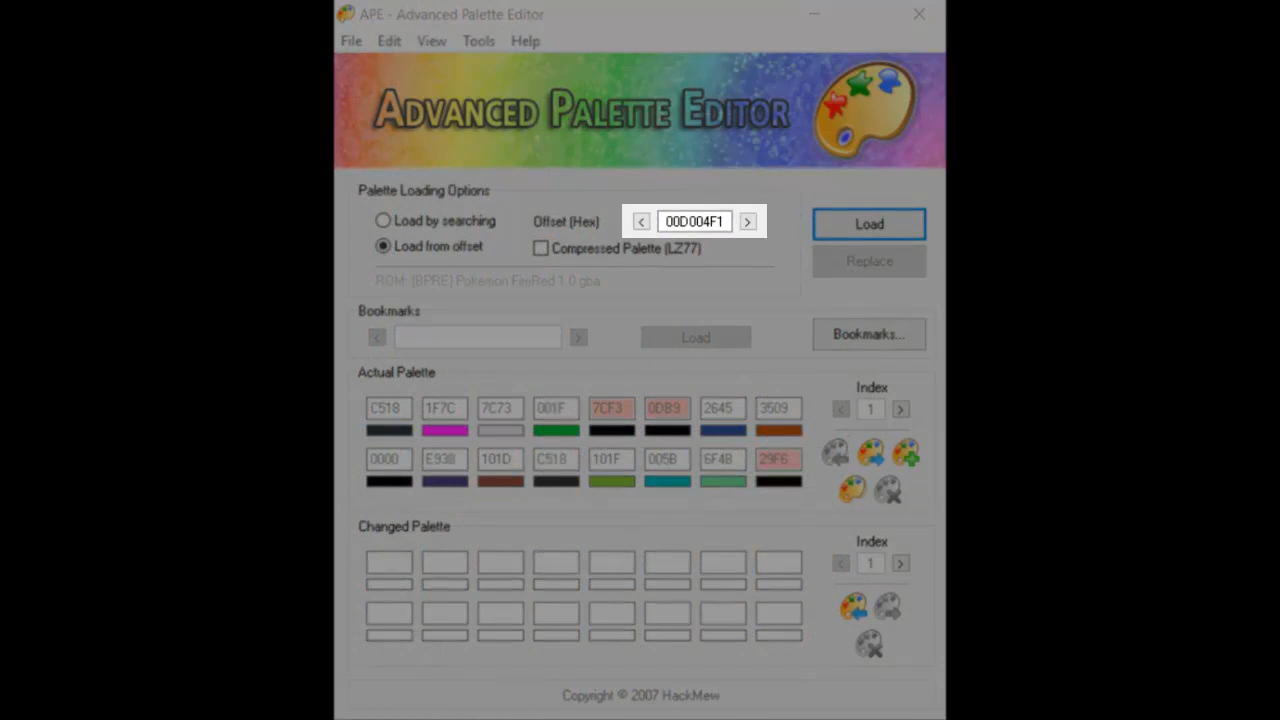 APE - Advanced Palette Editor
File Edit View Tools Help
ADVANCED PALETTE EDITOR
Palette Loading Options
Load by searching Offset (Hex) < 00D004F1 > Load
Load from offset Compressed Palette (LZ77)
Replace
ROM: [BPRE] Pokemon FireRed 1.0.gba
Bookmarks
< > Load Bookmarks...
Actual Palette
Index
C518 1F7C 7C73 001F 7CF3 0DB9 2645 3509 < 1 >
0000 E938 101D C518 101F 005B 6F4B 29F6
Changed Palette
Index
< 1 >
Copyright © 2007 HackMew